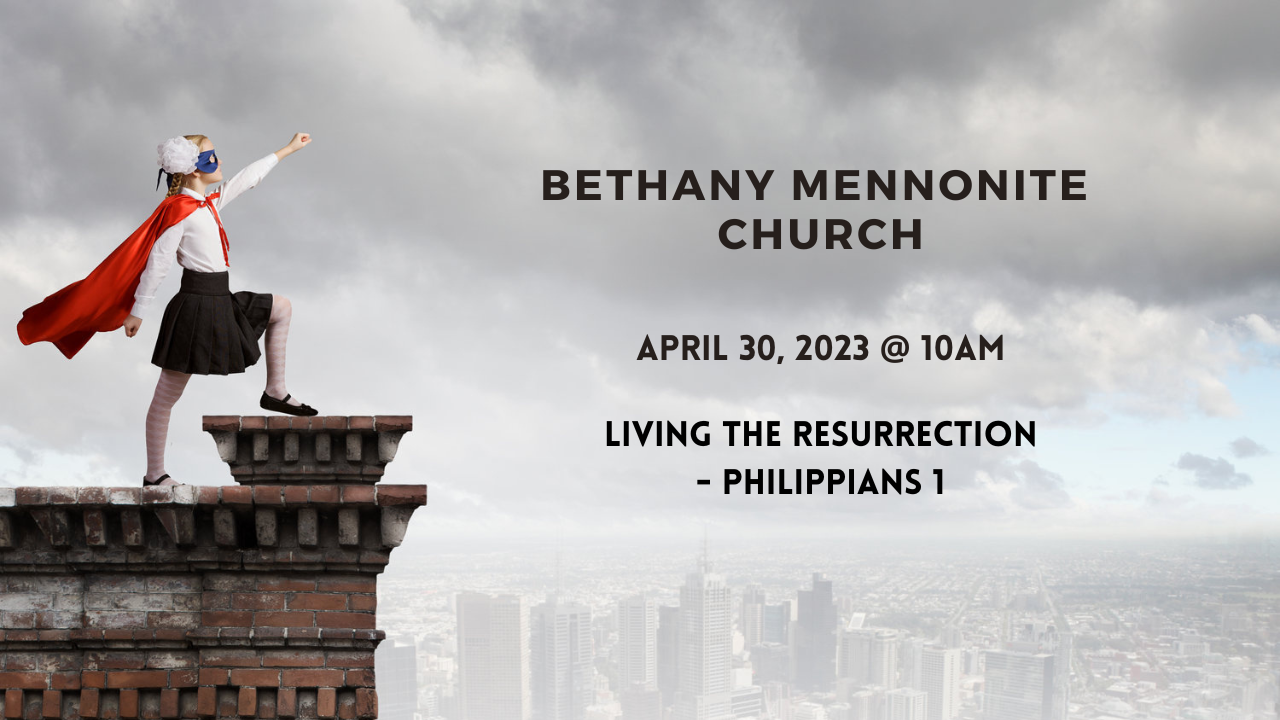 BETHANY MENNONITE
CHURCH
APRIL 30, 2023 @ 10AM
LIVING THE RESURRECTION
- PHILIPPIANS 1